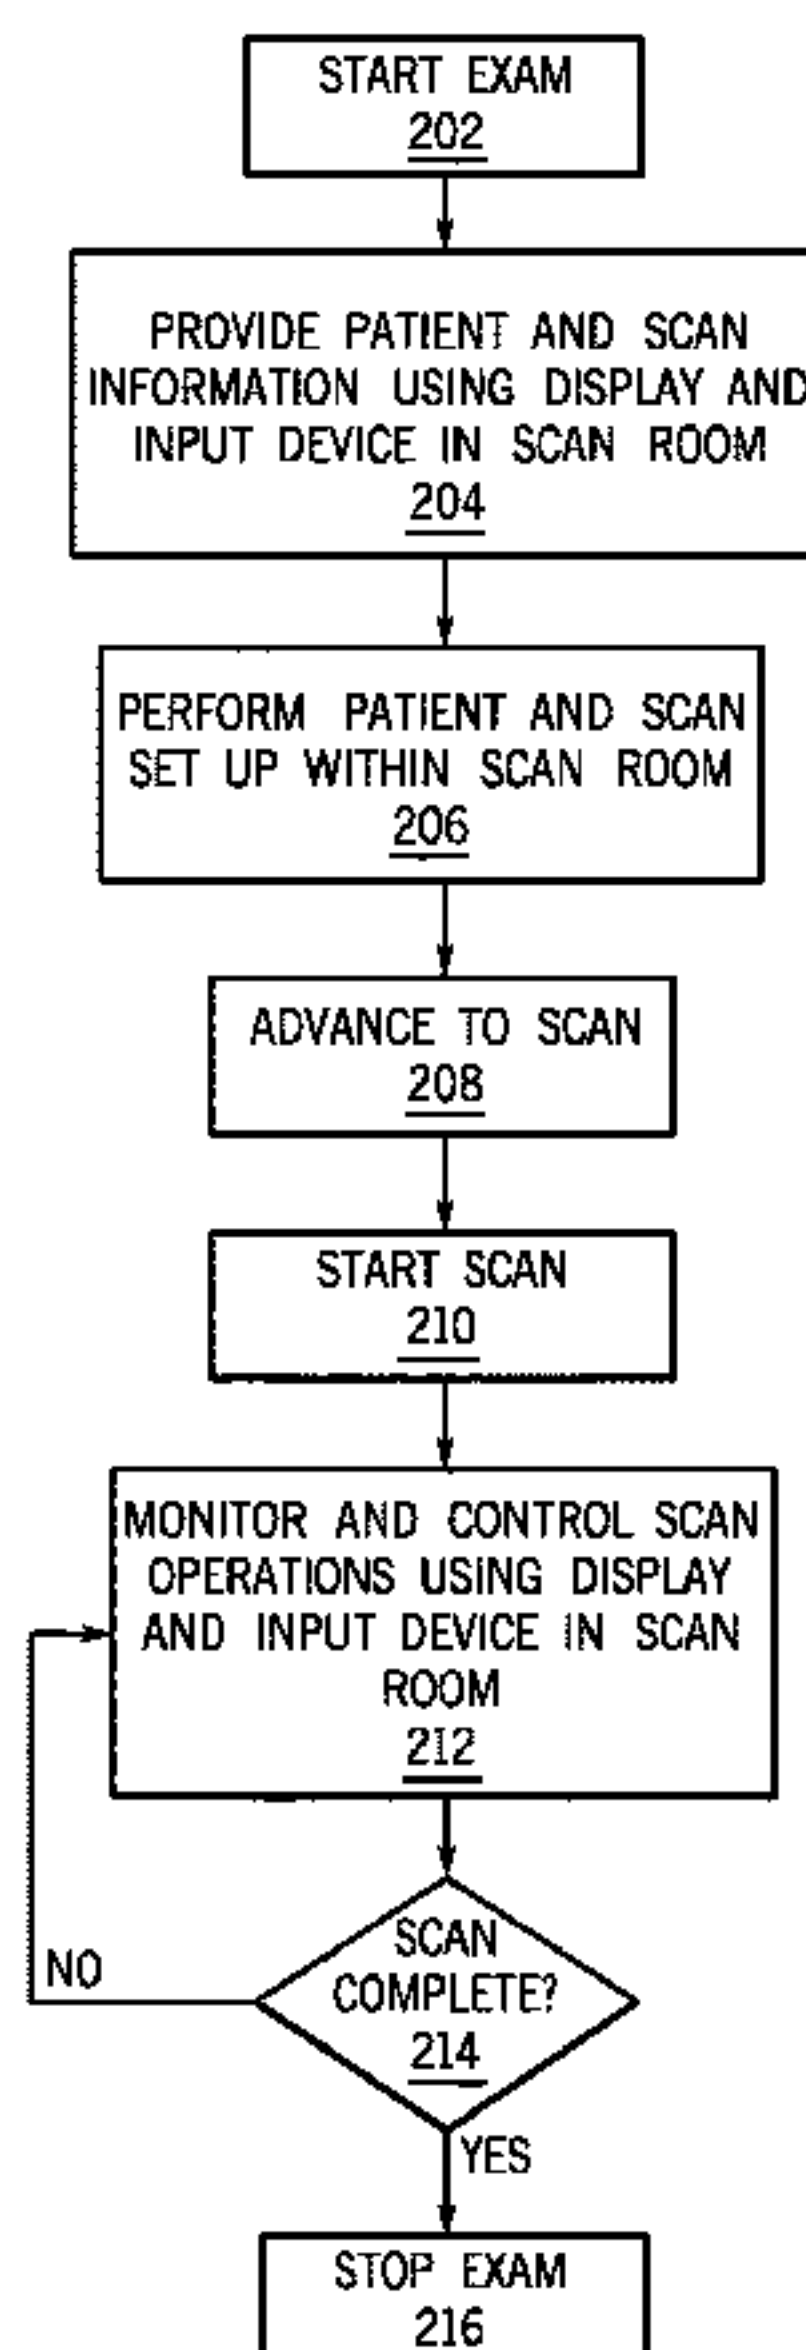 START EXAM
202
PROVIDE PATIENT AND SCAN
INFORMATION USING DISPLAY AND
INPUT DEVICE IN SCAN ROOM
204
PERFORM PATIENT AND SCAN
SET UP WITHIN SCAN ROOM
206
ADVANCE TO SCAN
208
START SCAN
210
MONITOR AND CONTROL SCAN
OPERATIONS USING DISPLAY
AND INPUT DEVICE IN SCAN
ROOM
212
SCAN
COMPLETE?
214
NO
YES
STOP EXAM
216